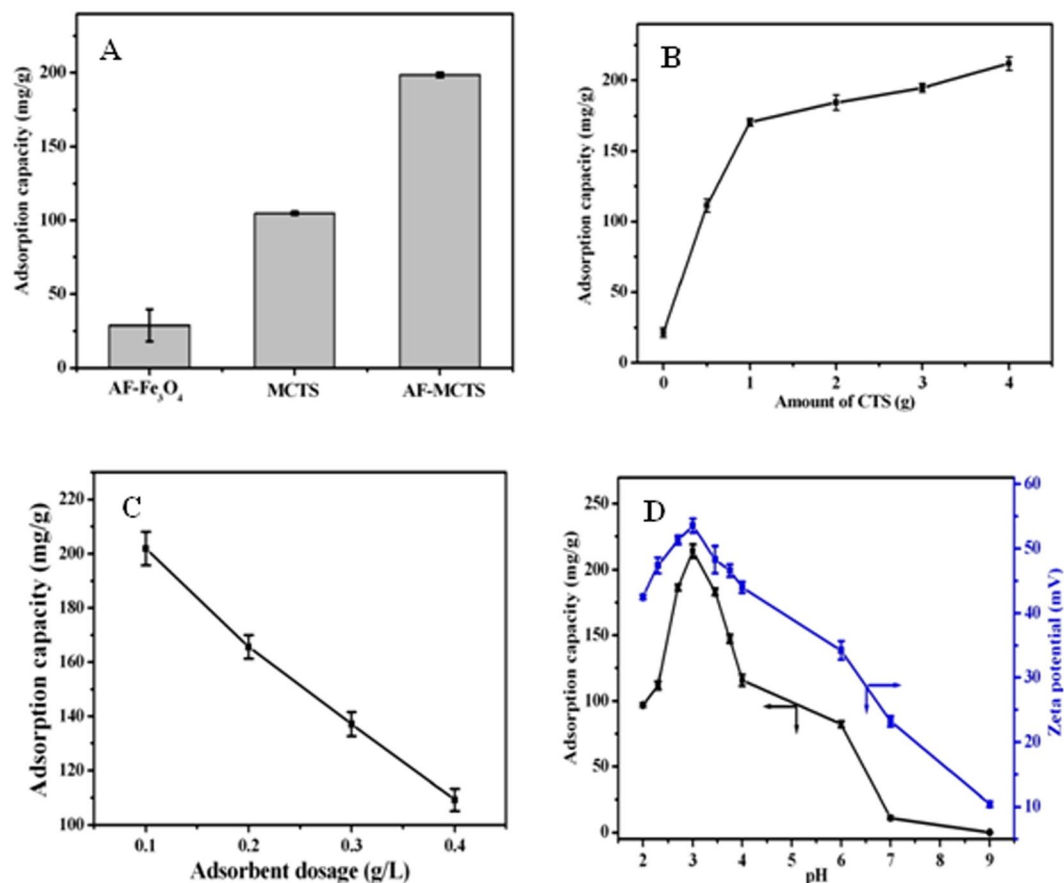 A
Adsorption capacity (mg/g)
200
150
100
50
0
AF-Fe₃O₄ MCTS AF-MCTS
B
Adsorption capacity (mg/g)
200
150
100
50
0
0 1 2 3 4
Amount of CTS (g)
C
Adsorption capacity (mg/g)
220
200
180
160
140
120
100
0.1 0.2 0.3 0.4
Adsorbent dosage (g/L)
D
Adsorption capacity (mg/g)
250
200
150
100
50
0
2 3 4 5 6 7 8 9
pH
60
50
40
30
20
10
Zeta potential (mV)